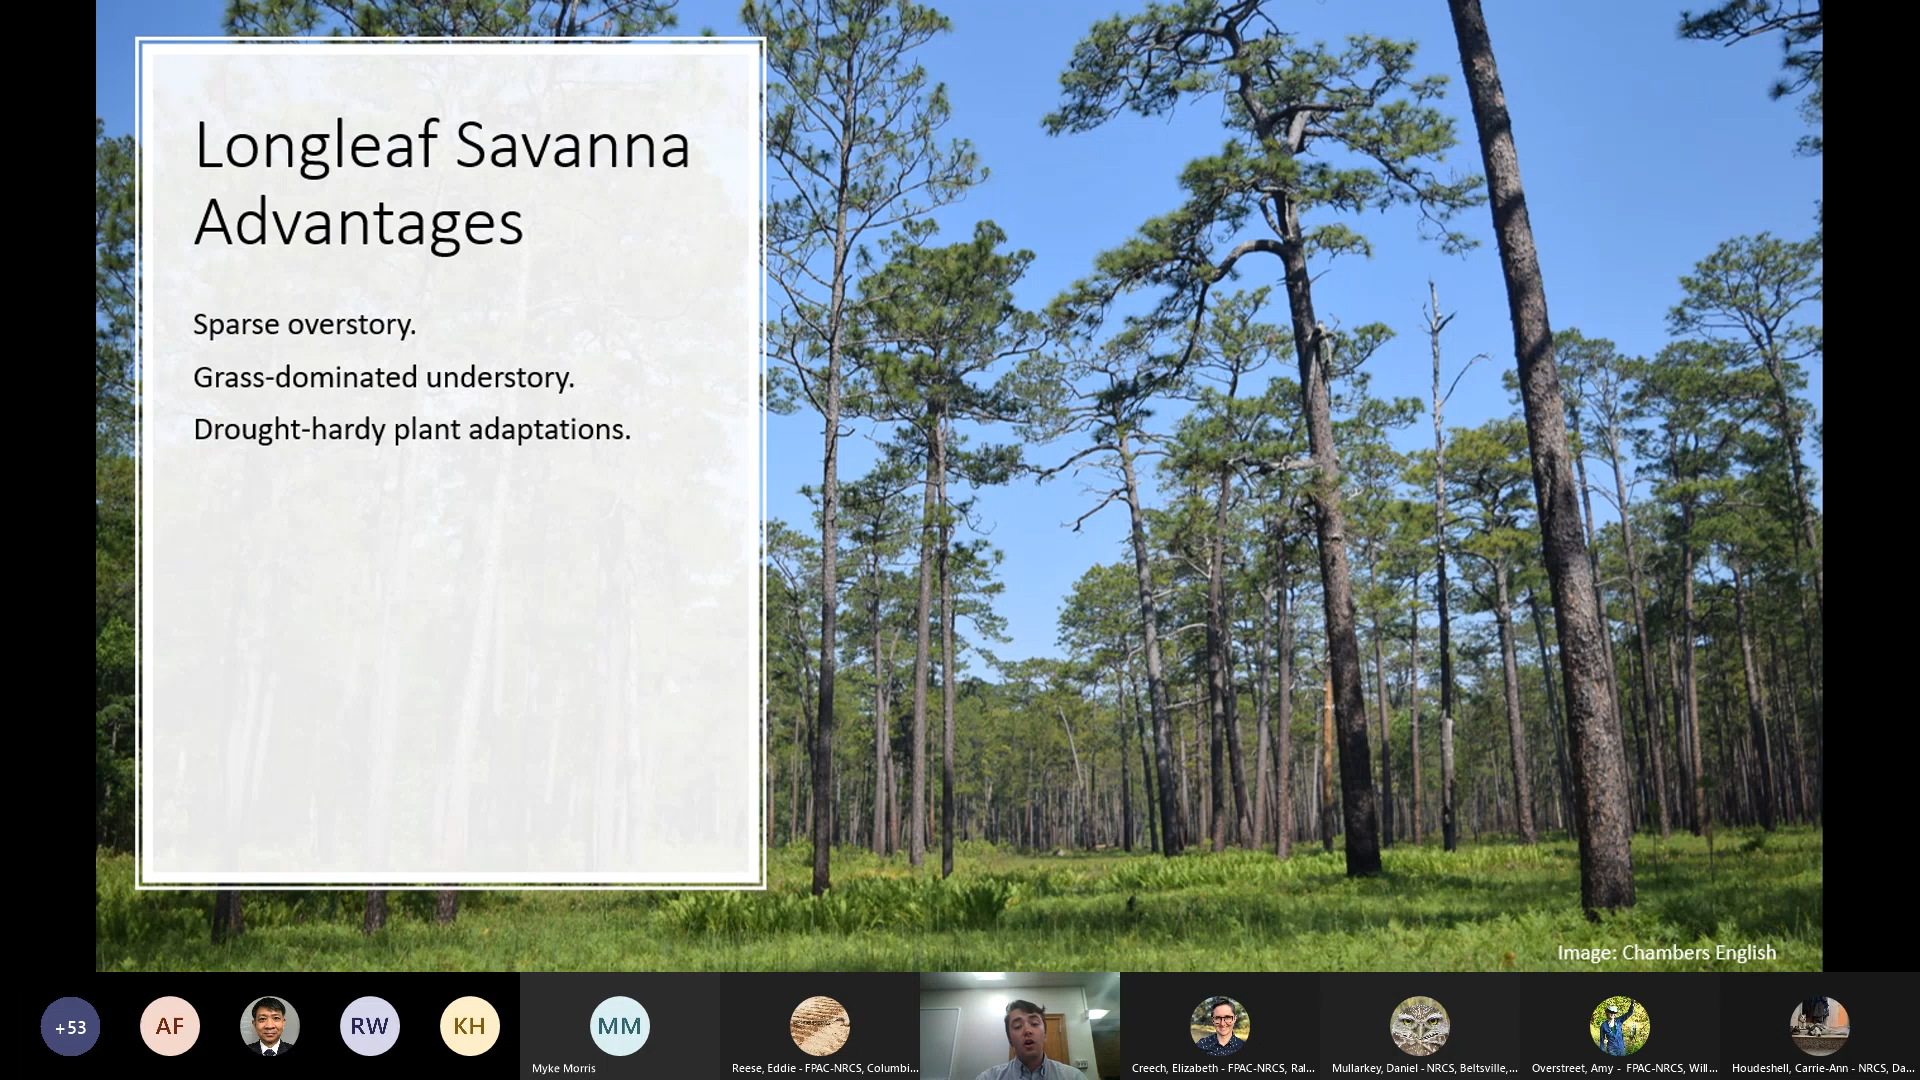 Longleaf Savanna
Advantages
Sparse overstory.
Grass-dominated understory.
Drought-hardy plant adaptations.
Image: Chambers English
+53
AF
RW
KH
MM
Myke Morris
Reese, Eddie - FPAC-NRCS, Columbi...
Creech, Elizabeth - FPAC-NRCS, Ral...
Mullarkey, Daniel - NRCS, Beltsville,...
Overstreet, Amy - FPAC-NRCS, Will...
Houdeshell, Carrie-Ann - NRCS, Da...